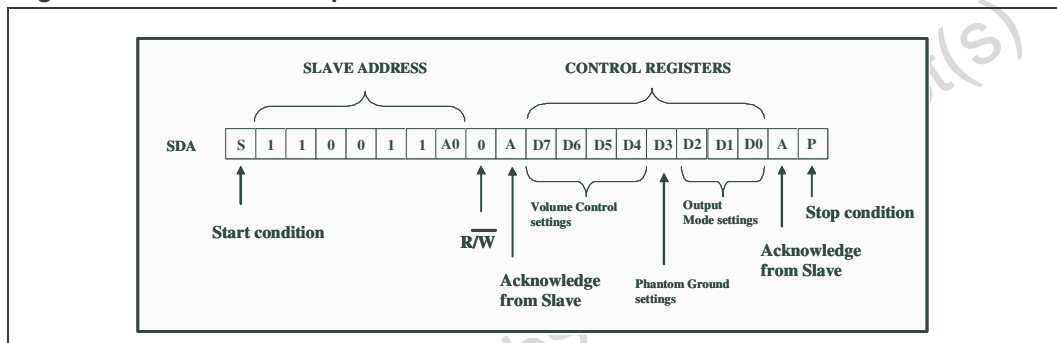 SLAVE ADDRESS
CONTROL REGISTERS
SDA S 1 1 0 0 1 1 A0 0 A D7 D6 D5 D4 D3 D2 D1 D0 A P
Volume Control
settings
Output
Mode settings
Stop condition
Start condition
R/W
Acknowledge
from Slave
Acknowledge
from Slave
Phantom Ground
settings